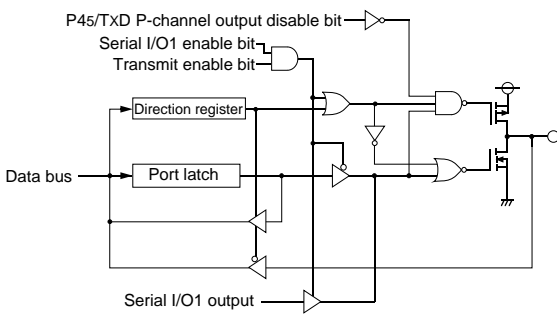 P45/TXD P-channel output disable bit
Serial I/O1 enable bit
Transmit enable bit
Direction register
Data bus
Port latch
Serial I/O1 output